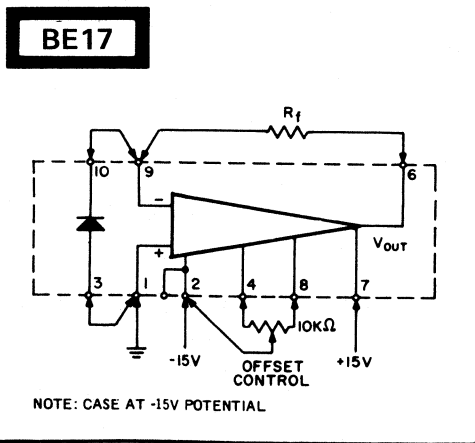 BE17
Rf
10 9 6
−
+
VOUT
3 1 2 4 8 7
10KΩ
-15V +15V
OFFSET
CONTROL
NOTE: CASE AT -15V POTENTIAL